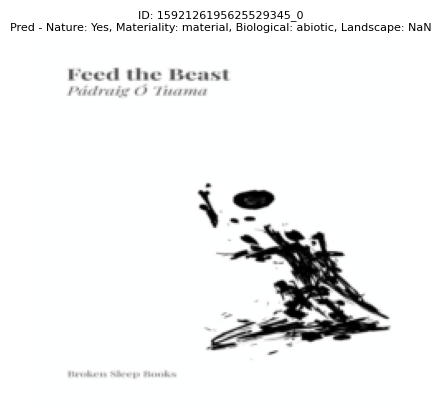 ID: 1592126195625529345_0
Pred - Nature: Yes, Materiality: material, Biological: abiotic, Landscape: NaN
Feed the Beast
Pádraig Ó Tuama
Broken Sleep Books